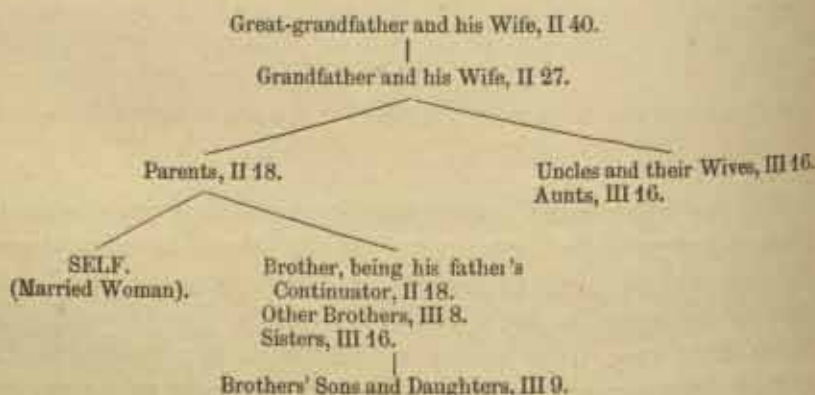 Great-grandfather and his Wife, II 40.
Grandfather and his Wife, II 27.
Parents, II 18.
Uncles and their Wives, III 16.
Aunts, III 16.
SELF.
(Married Woman).
Brother, being his father's
Continuator, II 18.
Other Brothers, III 8.
Sisters, III 16.
Brothers' Sons and Daughters, III 9.